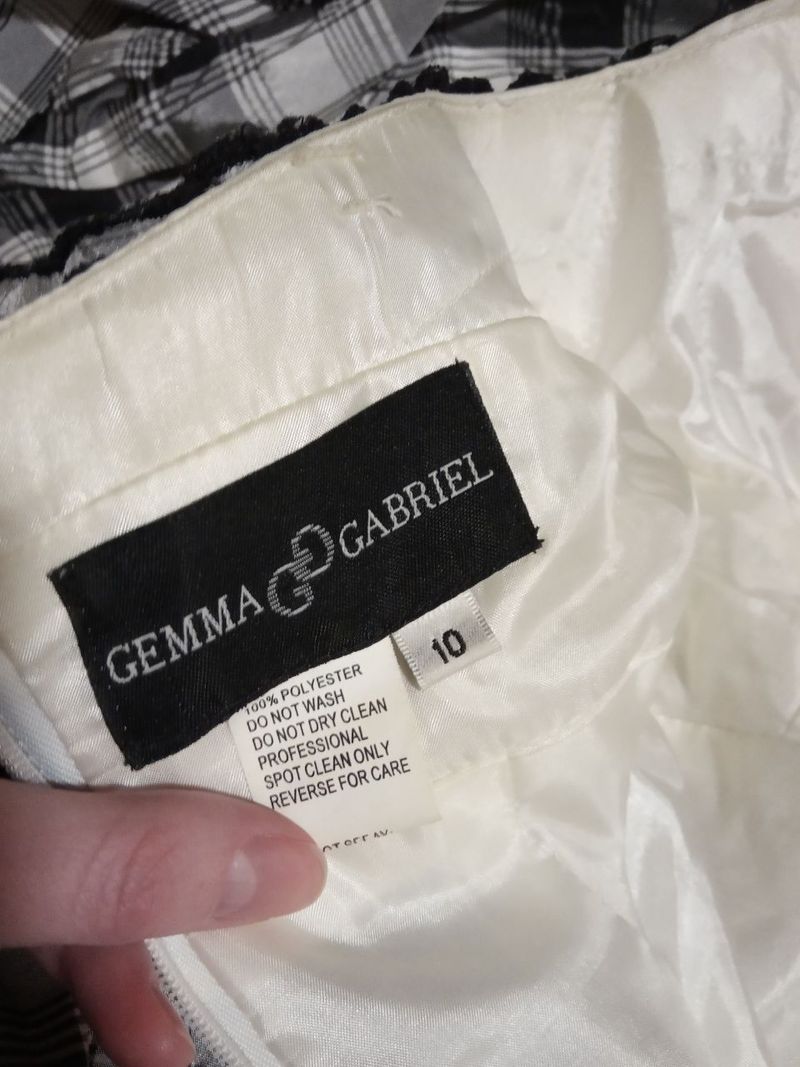 GEMMA GG GABRIEL
10
100% POLYESTER
DO NOT WASH
DO NOT DRY CLEAN
PROFESSIONAL
SPOT CLEAN ONLY
REVERSE FOR CARE